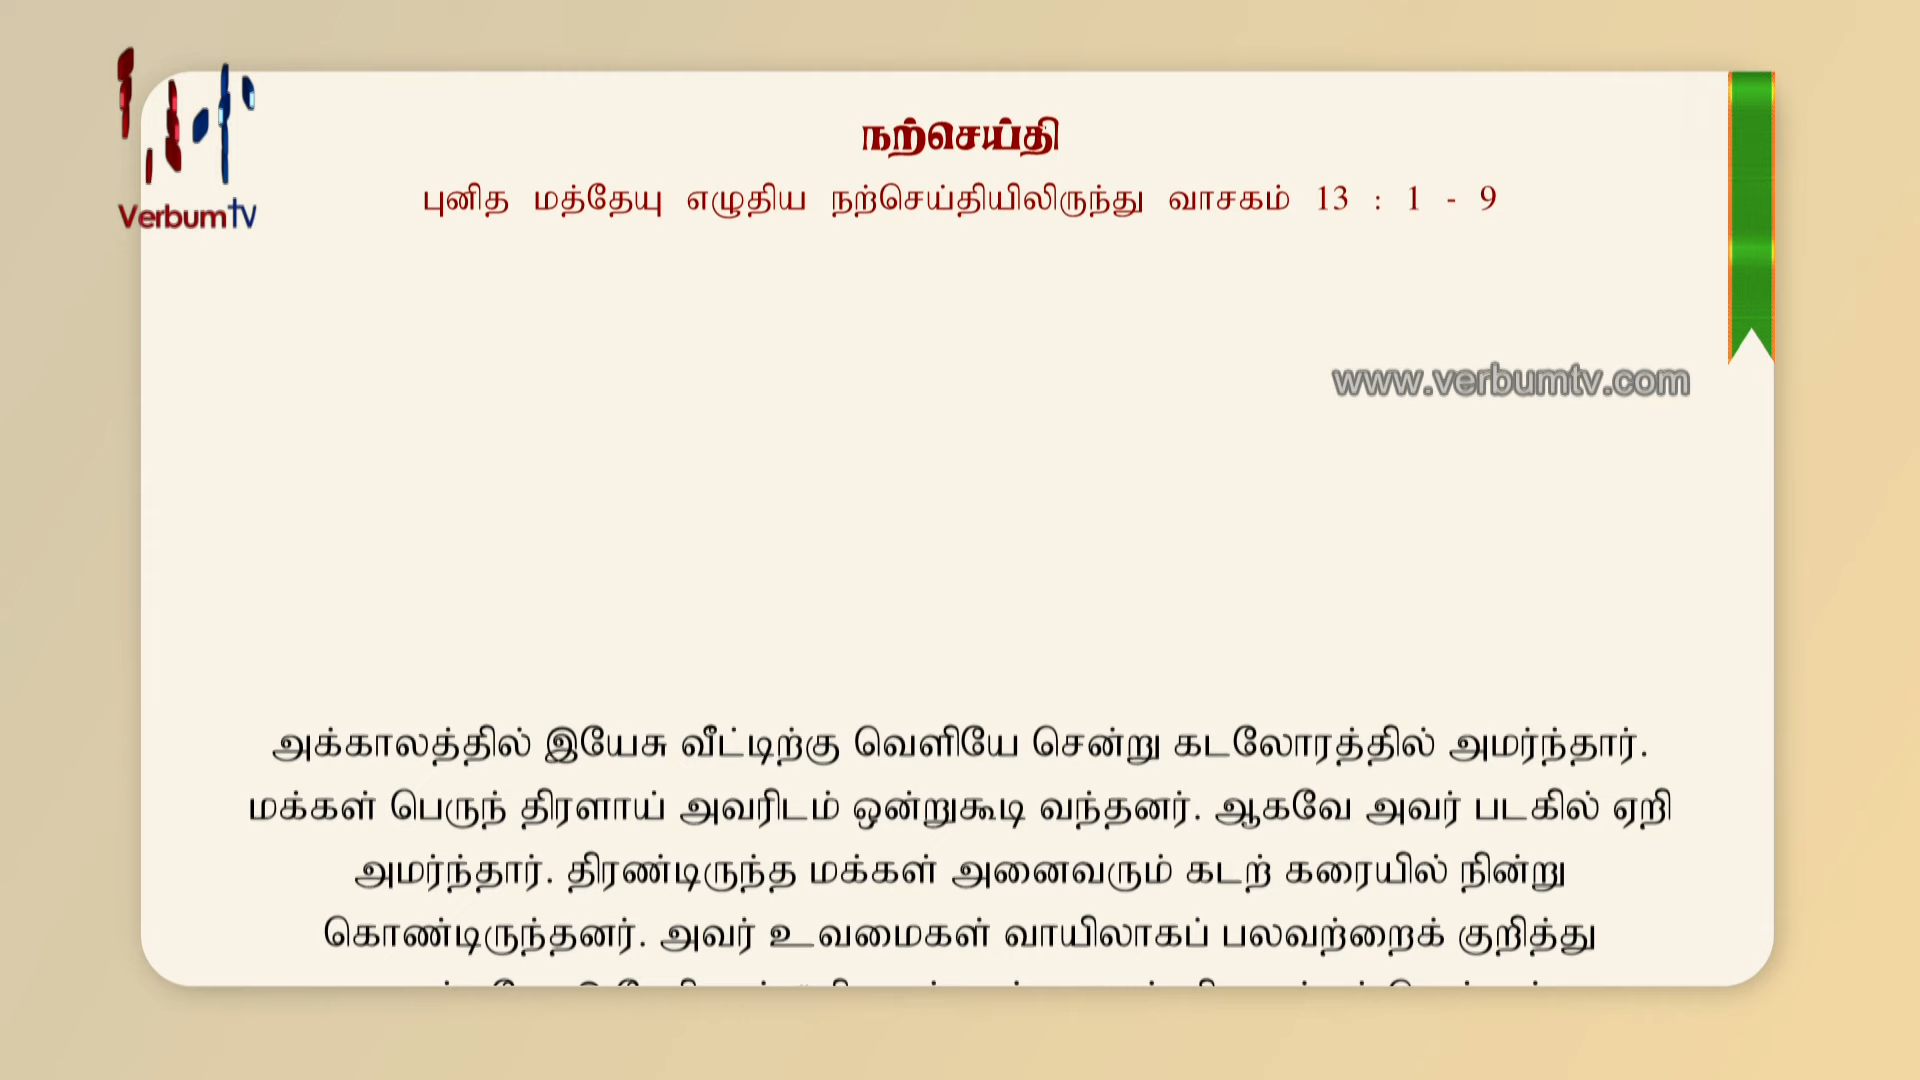 நற்செய்தி
புனித மத்தேயு எழுதிய நற்செய்தியிலிருந்து வாசகம் 13 : 1 - 9
VerbumTV
www.verbumtv.com
அக்காலத்தில் இயேசு வீட்டிற்கு வெளியே சென்று கடலோரத்தில் அமர்ந்தார்.
மக்கள் பெருந் திரளாய் அவரிடம் ஒன்றுகூடி வந்தனர். ஆகவே அவர் படகில் ஏறி
அமர்ந்தார். திரண்டிருந்த மக்கள் அனைவரும் கடற் கரையில் நின்று
கொண்டிருந்தனர். அவர் உவமைகள் வாயிலாகப் பலவற்றைக் குறித்து